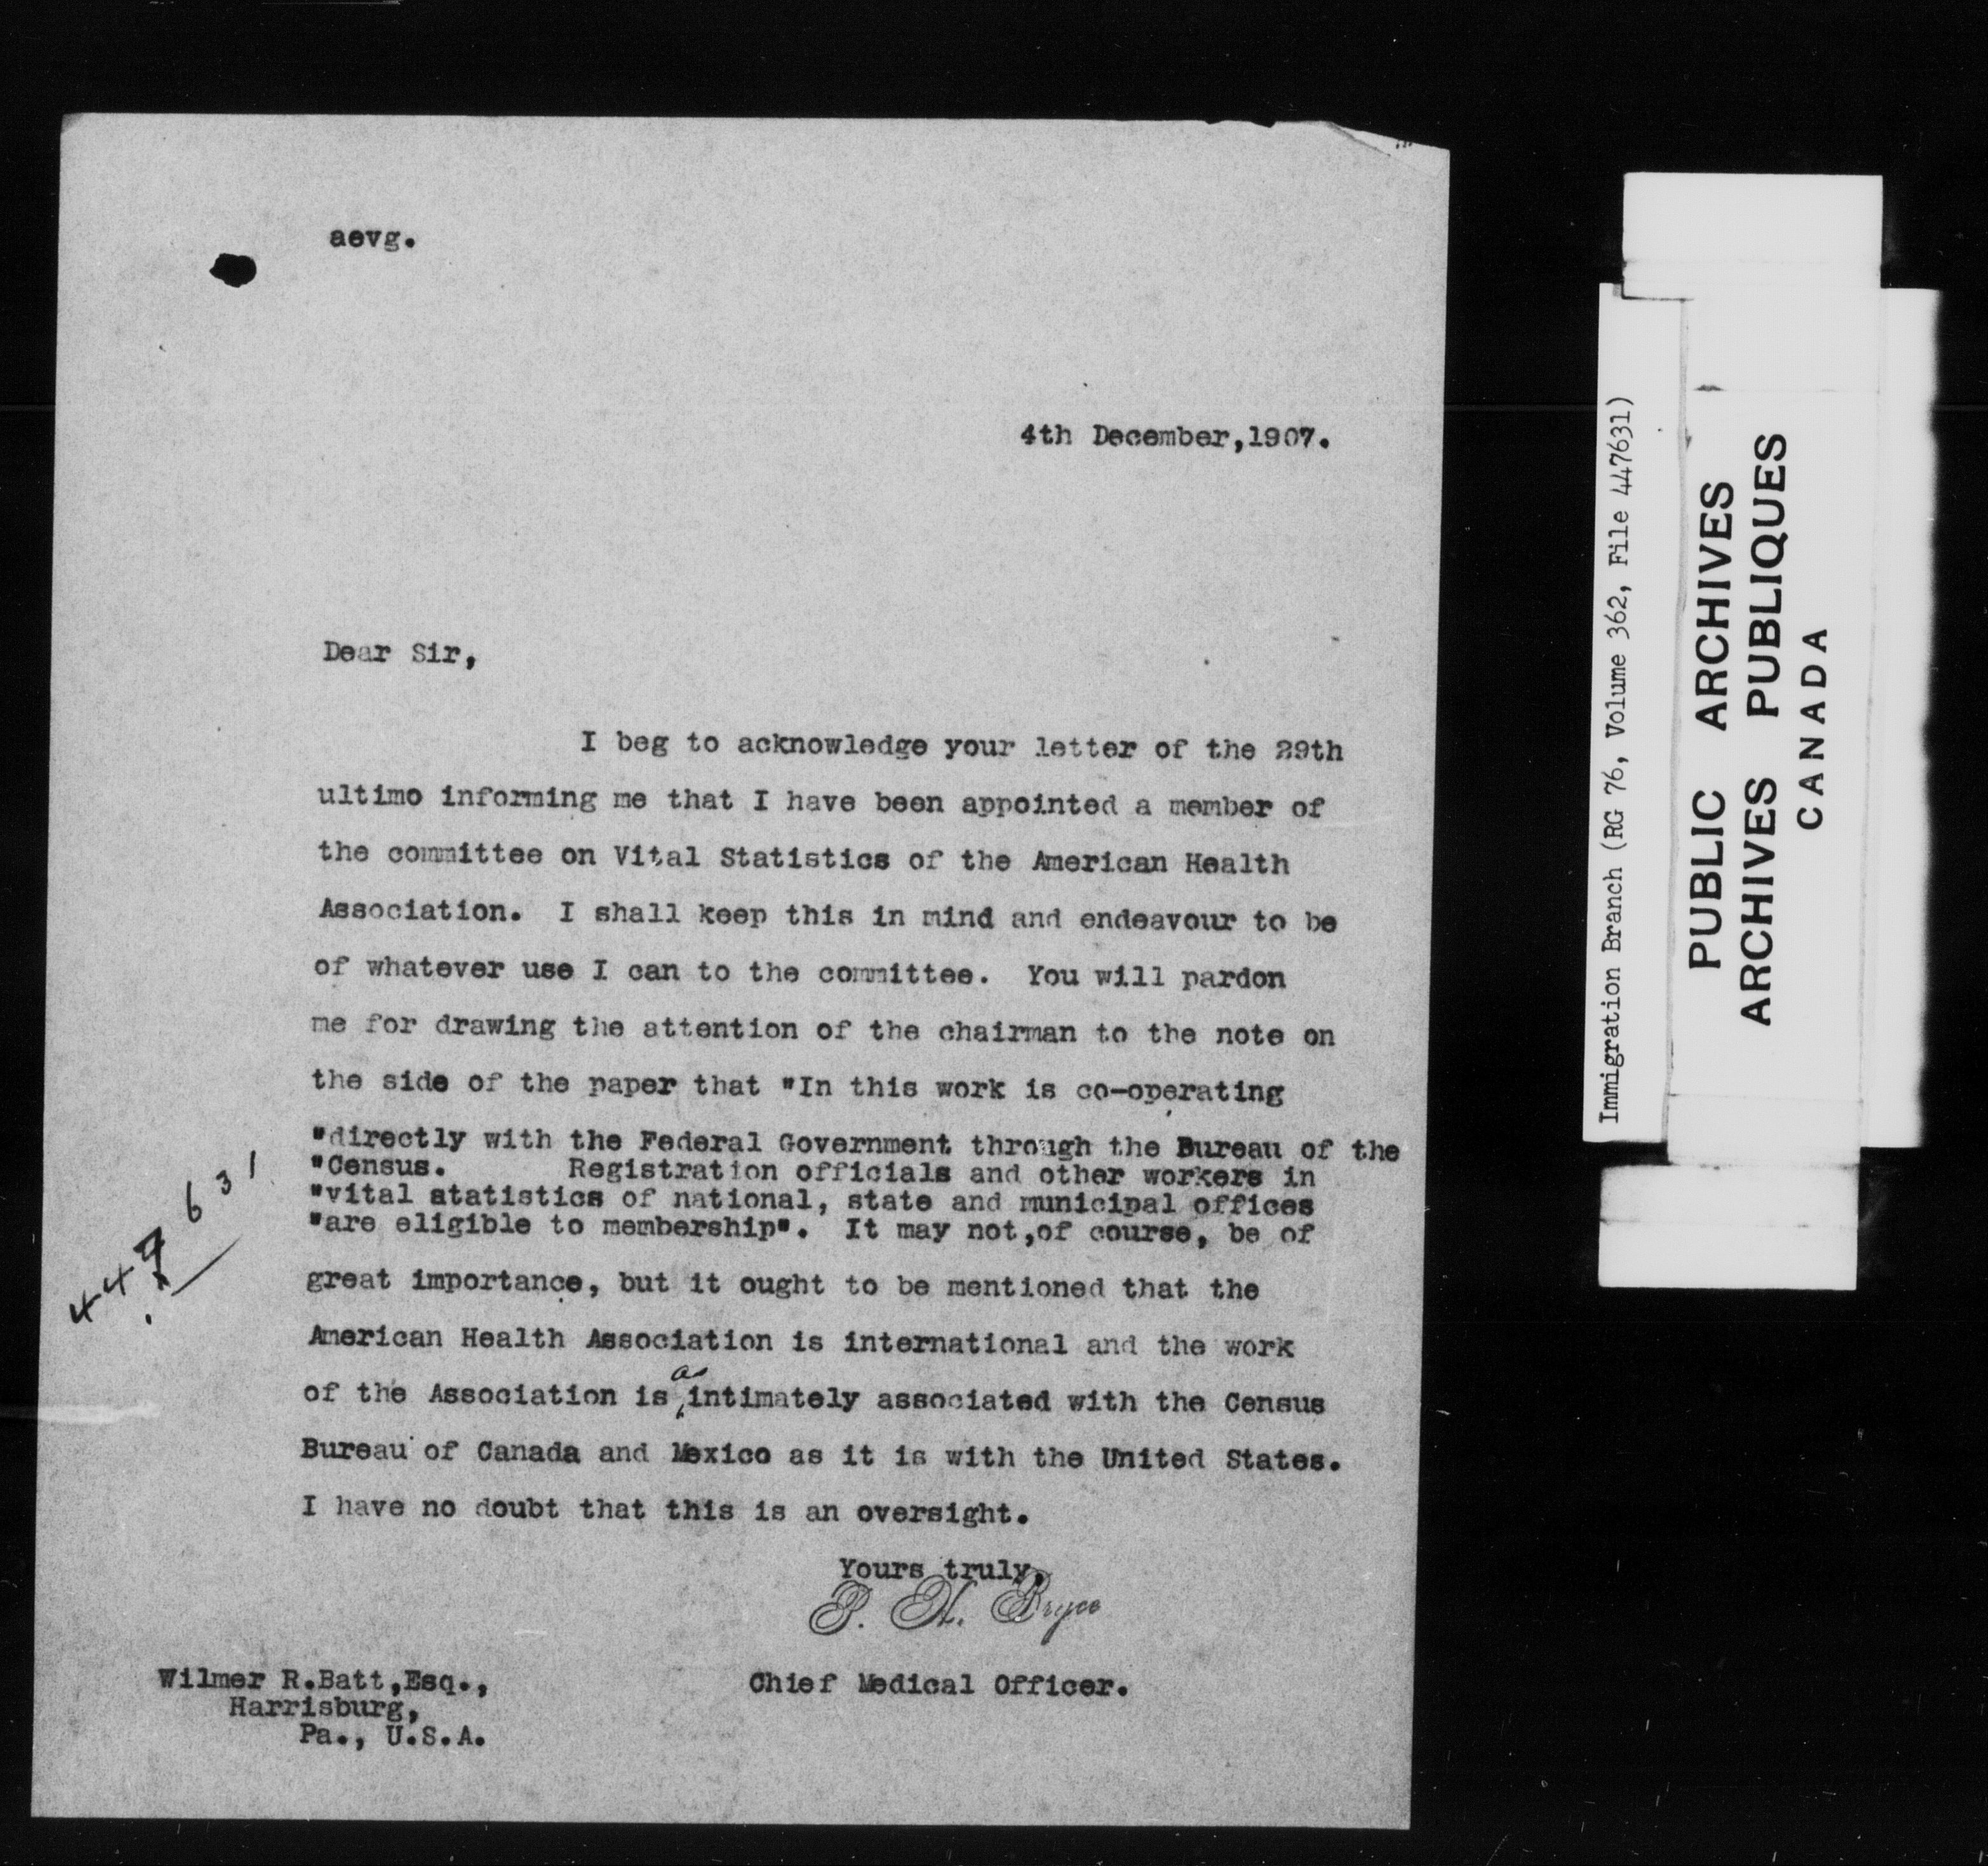 aevg.
4th December,1907.
Dear Sir,
I beg to acknowledge your letter of the 29th
ultimo informing me that I have been appointed a member of
the committee on Vital Statistics of the American Health
Association. I shall keep this in mind and endeavour to be
of whatever use I can to the committee. You will pardon
me for drawing the attention of the chairman to the note on
the side of the paper that "In this work is co-operating
"directly with the Federal Government through the Bureau of the
"Census. Registration officials and other workers in
"vital atatistics of national, state and municipal offices
"are eligible to membership". It may not,of course, be of
great importance, but it ought to be mentioned that the
American Health Association is international and the work
as
of the Association is intimately associated with the Census
Bureau of Canada and Mexico as it is with the United States.
I have no doubt that this is an oversight.
Yours truly,
P. H. Bryce
Chief Medical Officer.
Wilmer R.Batt,Esq.,
Harrisburg,
Pa., U.S.A.
447631
Immigration Branch (RG 76, Volume 362, File 447631)
PUBLIC ARCHIVES
ARCHIVES PUBLIQUES
CANADA